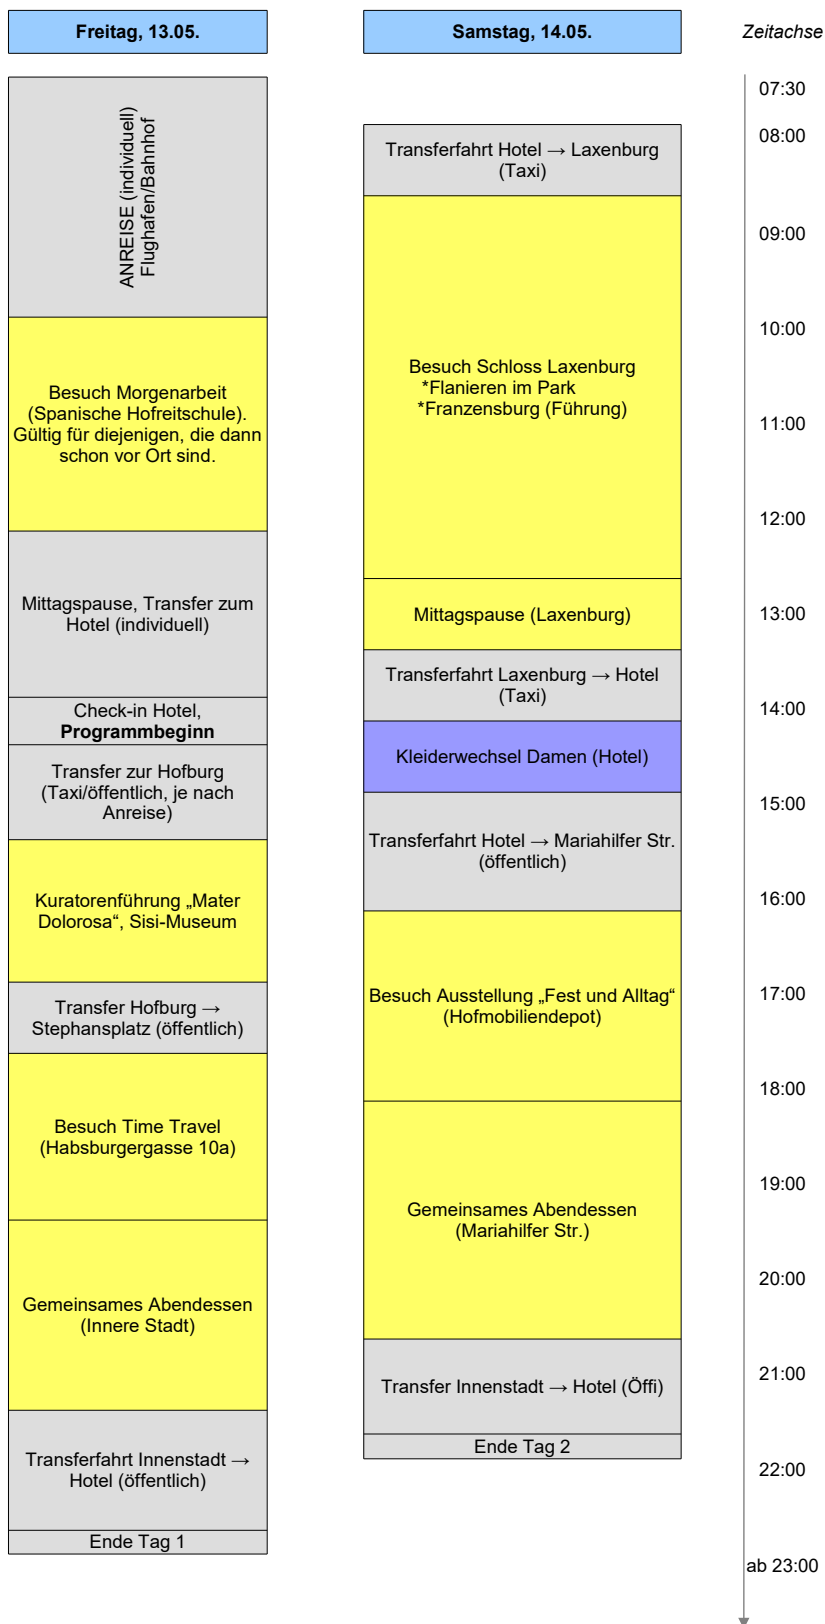 Freitag, 13.05.
ANREISE (individuell)
Flughafen/Bahnhof
Besuch Morgenarbeit
(Spanische Hofreitschule).
Gültig für diejenigen, die dann
schon vor Ort sind.
Mittagspause, Transfer zum
Hotel (individuell)
Check-in Hotel,
Programmbeginn
Transfer zur Hofburg
(Taxi/öffentlich, je nach
Anreise)
Kuratorenführung „Mater
Dolorosa“, Sisi-Museum
Transfer Hofburg →
Stephansplatz (öffentlich)
Besuch Time Travel
(Habsburgergasse 10a)
Gemeinsames Abendessen
(Innere Stadt)
Transferfahrt Innenstadt →
Hotel (öffentlich)
Ende Tag 1
Samstag, 14.05.
Transferfahrt Hotel → Laxenburg
(Taxi)
Besuch Schloss Laxenburg
*Flanieren im Park
*Franzensburg (Führung)
Mittagspause (Laxenburg)
Transferfahrt Laxenburg → Hotel
(Taxi)
Kleiderwechsel Damen (Hotel)
Transferfahrt Hotel → Mariahilfer Str.
(öffentlich)
Besuch Ausstellung „Fest und Alltag“
(Hofmobiliendepot)
Gemeinsames Abendessen
(Mariahilfer Str.)
Transfer Innenstadt → Hotel (Öffi)
Ende Tag 2
Zeitachse
07:30
08:00
09:00
10:00
11:00
12:00
13:00
14:00
15:00
16:00
17:00
18:00
19:00
20:00
21:00
22:00
ab 23:00